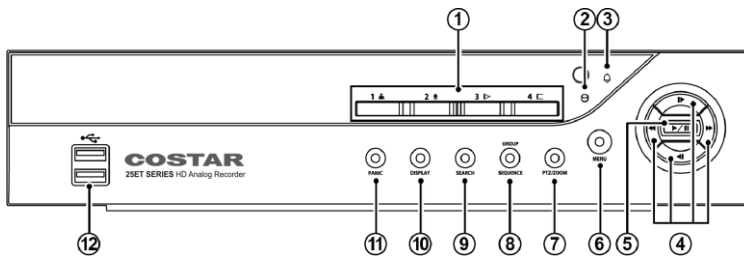 ① ② ③
1 2 3 4
COSTAR
25ET SERIES HD Analog Recorder
PANIC DISPLAY SEARCH GROUP SEQUENCE PTZ/ZOOM MENU
⑫ ⑪ ⑩ ⑨ ⑧ ⑦ ⑥ ⑤ ④